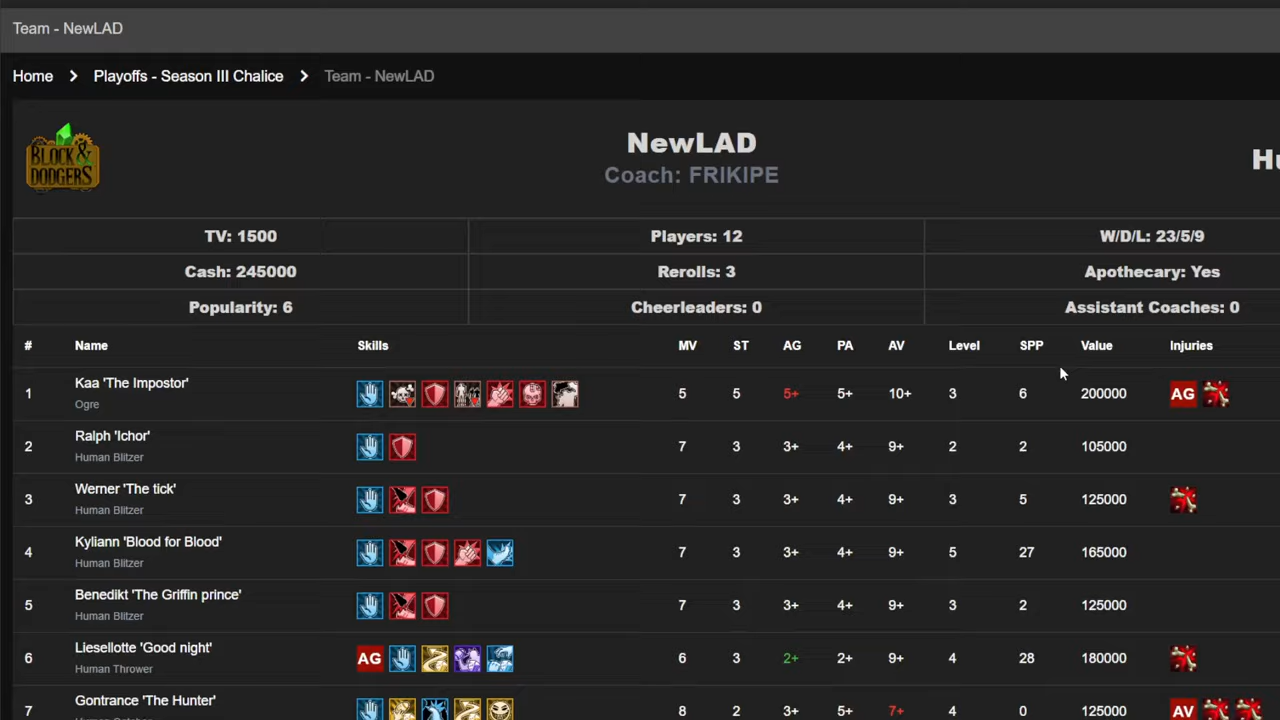 Team - NewLAD
Home > Playoffs - Season III Chalice > Team - NewLAD
BLOCK &
DODGERS
NewLAD
Coach: FRIKIPE
TV: 1500 Players: 12 W/D/L: 23/5/9
Cash: 245000 Rerolls: 3 Apothecary: Yes
Popularity: 6 Cheerleaders: 0 Assistant Coaches: 0
# Name Skills MV ST AG PA AV Level SPP Value Injuries
1 Kaa 'The Impostor' 5 5 5+ 5+ 10+ 3 6 200000 AG
Ogre
2 Ralph 'Ichor' 7 3 3+ 4+ 9+ 2 2 105000
Human Blitzer
3 Werner 'The tick' 7 3 3+ 4+ 9+ 3 5 125000
Human Blitzer
4 Kyliann 'Blood for Blood' 7 3 3+ 4+ 9+ 5 27 165000
Human Blitzer
5 Benedikt 'The Griffin prince' 7 3 3+ 4+ 9+ 3 2 125000
Human Blitzer
6 Liesellotte 'Good night' AG 6 3 2+ 2+ 9+ 4 28 180000
Human Thrower
7 Gontrance 'The Hunter' 8 2 3+ 5+ 7+ 4 0 125000 AV